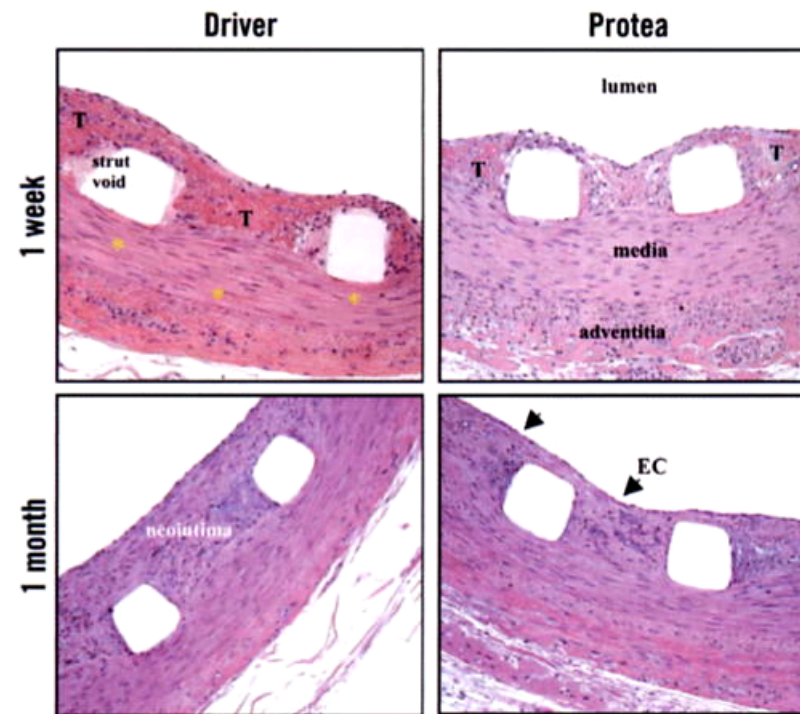 Driver
Protea
1 week
T
strut
void
T
*
*
*
lumen
T
T
media
adventitia
1 month
neointima
EC